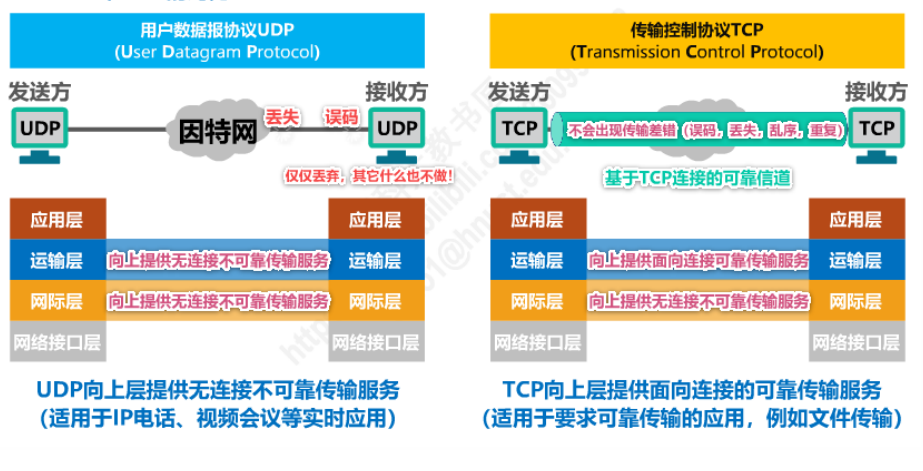 用户数据报协议UDP
(User Datagram Protocol)
发送方
接收方
UDP
因特网
丢失
误码
UDP
仅仅丢弃，其它什么也不做！
应用层
应用层
运输层
向上提供无连接不可靠传输服务
运输层
网际层
向上提供无连接不可靠传输服务
网际层
网络接口层
网络接口层
UDP向上层提供无连接不可靠传输服务
（适用于IP电话、视频会议等实时应用）
传输控制协议TCP
(Transmission Control Protocol)
发送方
接收方
TCP
不会出现传输差错（误码，丢失，乱序，重复）
TCP
基于TCP连接的可靠信道
应用层
应用层
运输层
向上提供面向连接可靠传输服务
运输层
网际层
向上提供无连接不可靠传输服务
网际层
网络接口层
网络接口层
TCP向上层提供面向连接的可靠传输服务
（适用于要求可靠传输的应用，例如文件传输）